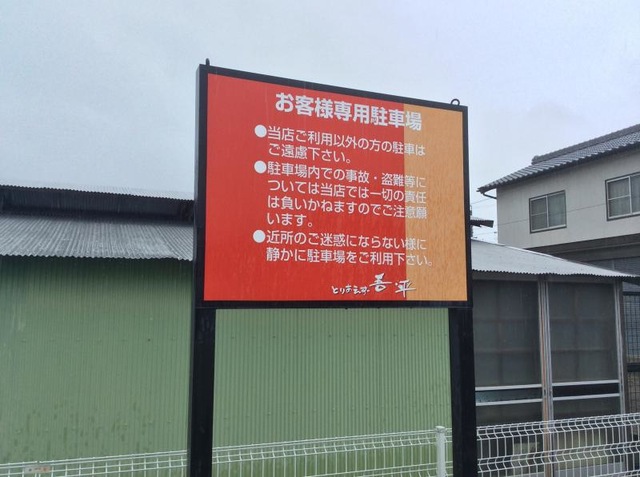 お客様専用駐車場
●当店ご利用以外の方の駐車は
ご遠慮下さい。
●駐車場内での事故・盗難等に
ついては当店では一切の責任
は負いかねますのでご注意願
います。
●近所のご迷惑にならない様に
静かに駐車場をご利用下さい。
吾平